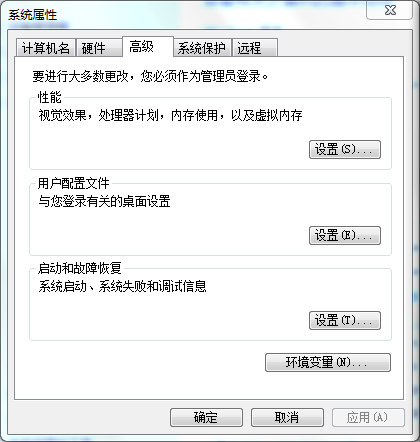 系统属性
计算机名 硬件 高级 系统保护 远程
要进行大多数更改，您必须作为管理员登录。
性能
视觉效果，处理器计划，内存使用，以及虚拟内存
设置(S)...
用户配置文件
与您登录有关的桌面设置
设置(E)...
启动和故障恢复
系统启动、系统失败和调试信息
设置(T)...
环境变量(N)...
确定 取消 应用(A)